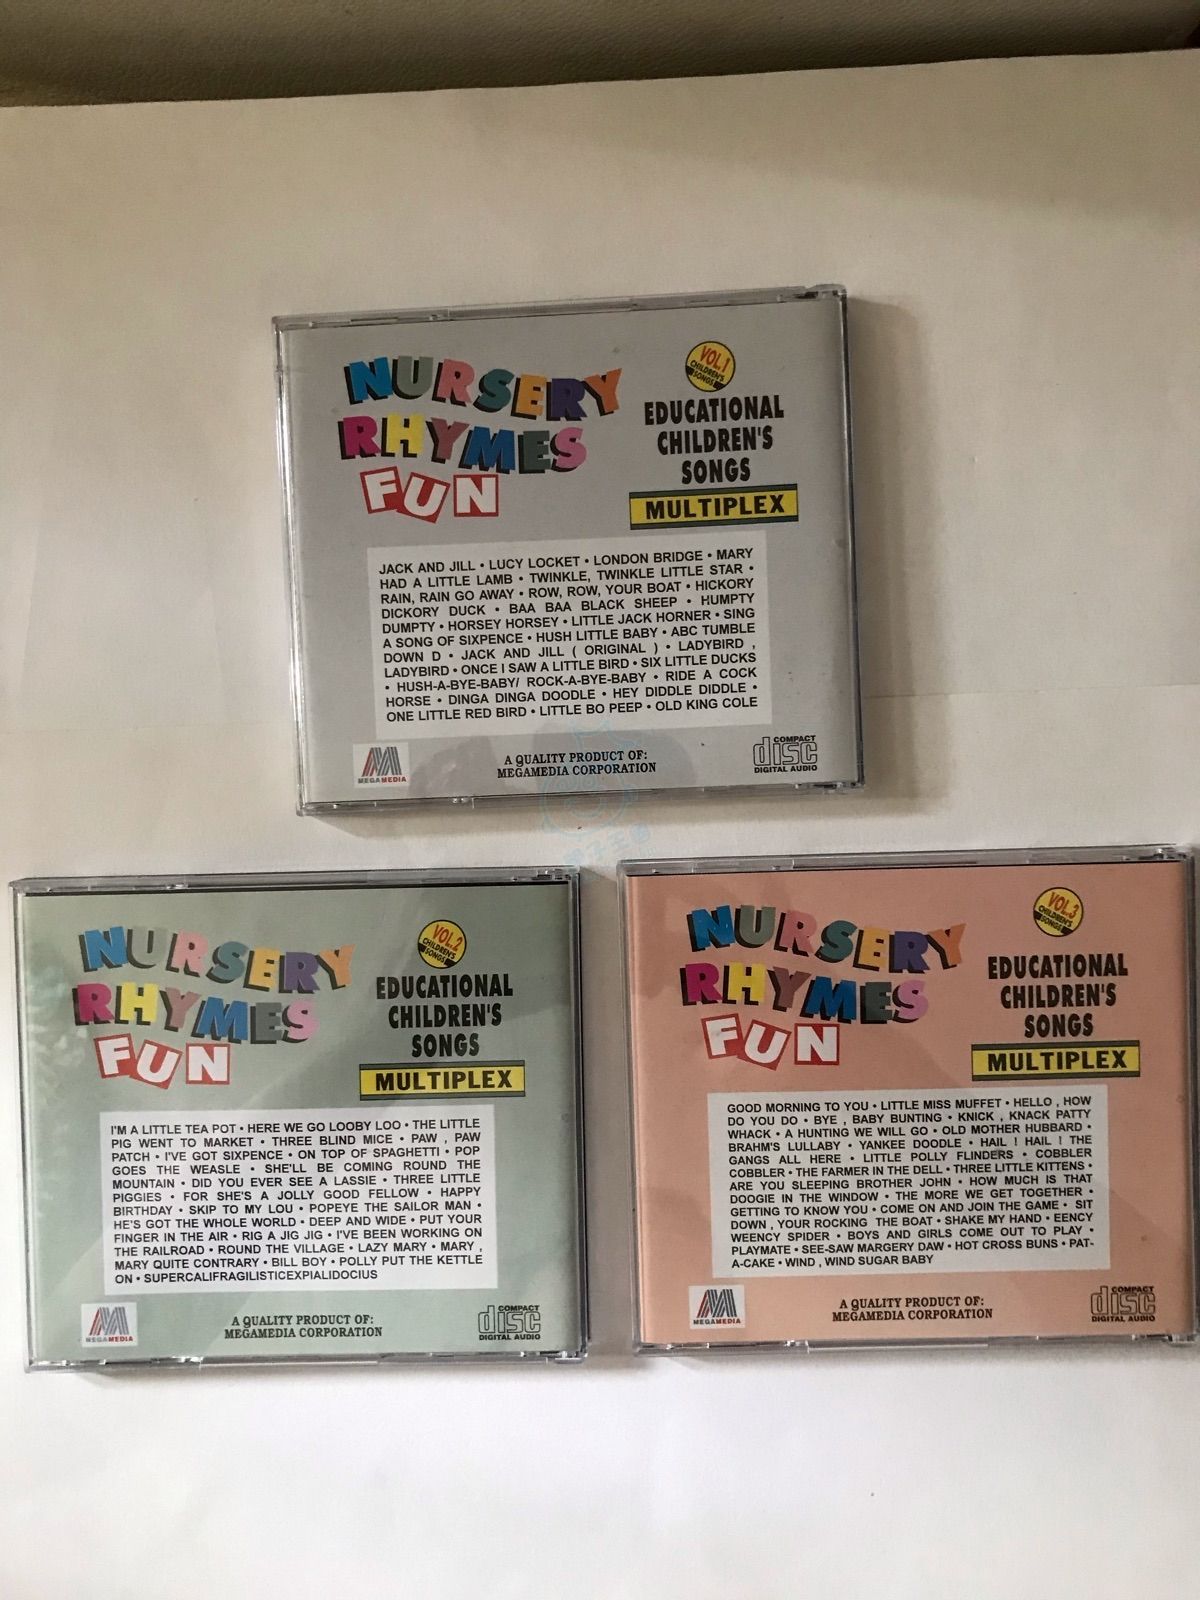 NURSERY
RHYMES
FUN
VOL.1
CHILDREN'S
SONGS
EDUCATIONAL
CHILDREN'S
SONGS
MULTIPLEX
JACK AND JILL • LUCY LOCKET • LONDON BRIDGE • MARY
HAD A LITTLE LAMB • TWINKLE, TWINKLE LITTLE STAR •
RAIN, RAIN GO AWAY • ROW, ROW, YOUR BOAT • HICKORY
DICKORY DUCK • BAA BAA BLACK SHEEP • HUMPTY
DUMPTY • HORSEY HORSEY • LITTLE JACK HORNER • SING
A SONG OF SIXPENCE • HUSH LITTLE BABY • ABC TUMBLE
DOWN D • JACK AND JILL ( ORIGINAL ) • LADYBIRD ,
LADYBIRD • ONCE I SAW A LITTLE BIRD • SIX LITTLE DUCKS
• HUSH-A-BYE-BABY/ ROCK-A-BYE-BABY • RIDE A COCK
HORSE • DINGA DINGA DOODLE • HEY DIDDLE DIDDLE •
ONE LITTLE RED BIRD • LITTLE BO PEEP • OLD KING COLE
MEGAMEDIA
A QUALITY PRODUCT OF:
MEGAMEDIA CORPORATION
COMPACT
disc
DIGITAL AUDIO
NURSERY
RHYMES
FUN
VOL.2
CHILDREN'S
SONGS
EDUCATIONAL
CHILDREN'S
SONGS
MULTIPLEX
I'M A LITTLE TEA POT • HERE WE GO LOOBY LOO • THE LITTLE
PIG WENT TO MARKET • THREE BLIND MICE • PAW , PAW
PATCH • I'VE GOT SIXPENCE • ON TOP OF SPAGHETTI • POP
GOES THE WEASLE • SHE'LL BE COMING ROUND THE
MOUNTAIN • DID YOU EVER SEE A LASSIE • THREE LITTLE
PIGGIES • FOR SHE'S A JOLLY GOOD FELLOW • HAPPY
BIRTHDAY • SKIP TO MY LOU • POPEYE THE SAILOR MAN •
HE'S GOT THE WHOLE WORLD • DEEP AND WIDE • PUT YOUR
FINGER IN THE AIR • RIG A JIG JIG • I'VE BEEN WORKING ON
THE RAILROAD • ROUND THE VILLAGE • LAZY MARY • MARY ,
MARY QUITE CONTRARY • BILL BOY • POLLY PUT THE KETTLE
ON • SUPERCALIFRAGILISTICEXPIALIDOCIUS
MEGAMEDIA
A QUALITY PRODUCT OF:
MEGAMEDIA CORPORATION
COMPACT
disc
DIGITAL AUDIO
NURSERY
RHYMES
FUN
VOL.3
CHILDREN'S
SONGS
EDUCATIONAL
CHILDREN'S
SONGS
MULTIPLEX
GOOD MORNING TO YOU • LITTLE MISS MUFFET • HELLO , HOW
DO YOU DO • BYE , BABY BUNTING • KNICK , KNACK PATTY
WHACK • A HUNTING WE WILL GO • OLD MOTHER HUBBARD •
BRAHM'S LULLABY • YANKEE DOODLE • HAIL ! HAIL ! THE
GANGS ALL HERE • LITTLE POLLY FLINDERS • COBBLER
COBBLER • THE FARMER IN THE DELL • THREE LITTLE KITTENS •
ARE YOU SLEEPING BROTHER JOHN • HOW MUCH IS THAT
DOOGIE IN THE WINDOW • THE MORE WE GET TOGETHER •
GETTING TO KNOW YOU • COME ON AND JOIN THE GAME • SIT
DOWN , YOUR ROCKING THE BOAT • SHAKE MY HAND • EENCY
WEENCY SPIDER • BOYS AND GIRLS COME OUT TO PLAY •
PLAYMATE • SEE-SAW MARGERY DAW • HOT CROSS BUNS • PAT-
A-CAKE • WIND , WIND SUGAR BABY
MEGAMEDIA
A QUALITY PRODUCT OF:
MEGAMEDIA CORPORATION
COMPACT
disc
DIGITAL AUDIO